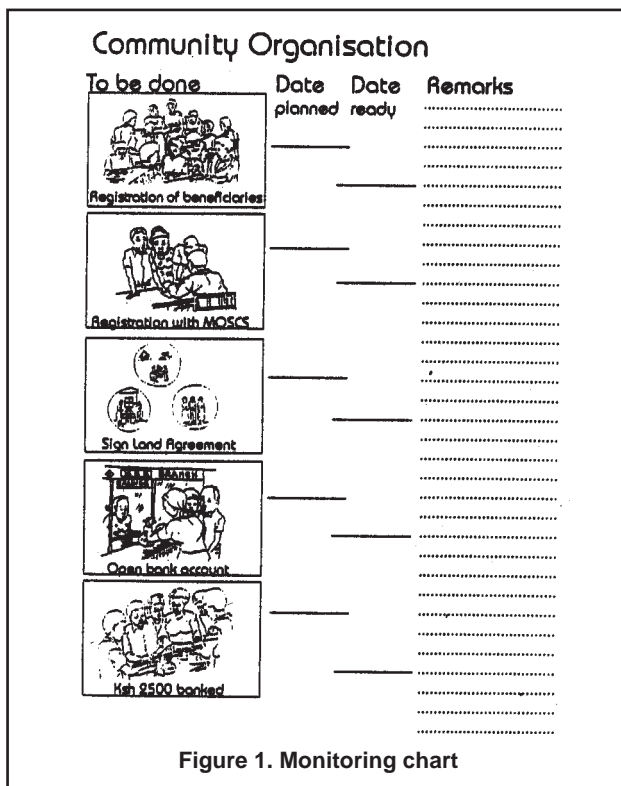 Community Organisation
To be done Date Date Remarks
planned ready
Registration of beneficiaries
Registration with MOSCS
Sign Land Agreement
BRANCH
Open bank account
Ksh 2500 banked
Figure 1. Monitoring chart